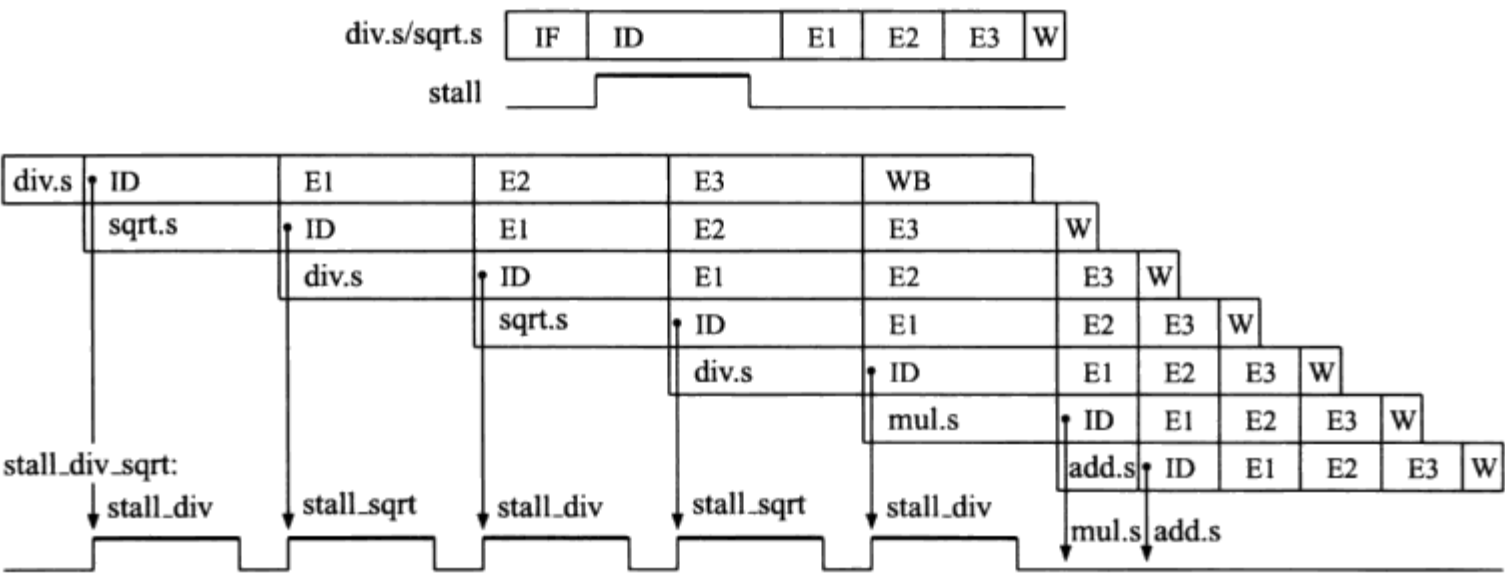 div.s/sqrt.s IF ID E1 E2 E3 W
stall
div.s ID E1 E2 E3 WB
sqrt.s ID E1 E2 E3 W
div.s ID E1 E2 E3 W
sqrt.s ID E1 E2 E3 W
div.s ID E1 E2 E3 W
mul.s ID E1 E2 E3 W
add.s ID E1 E2 E3 W
stall_div_sqrt:
stall_div stall_sqrt stall_div stall_sqrt stall_div
mul.s add.s